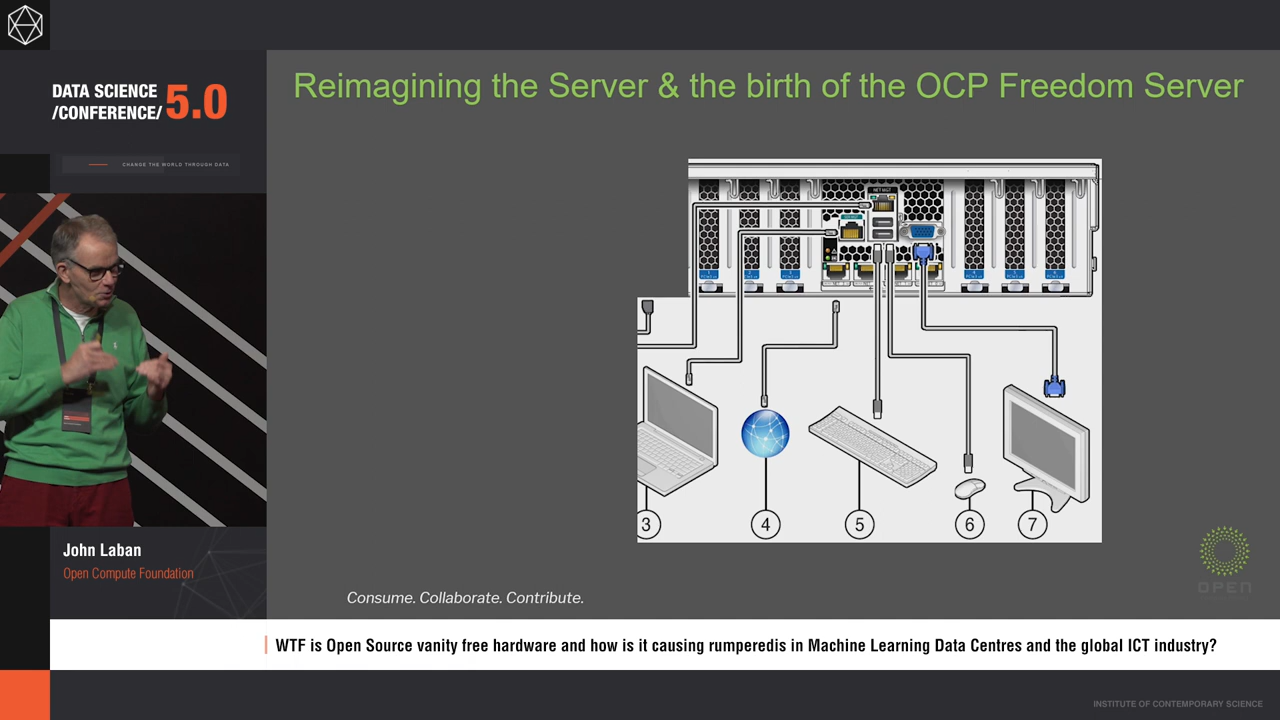 DATA SCIENCE
/CONFERENCE/ 5.0
CHANGE THE WORLD THROUGH DATA
Reimagining the Server & the birth of the OCP Freedom Server
NET MGT
3
4
5
6
7
John Laban
Open Compute Foundation
OPEN
Consume. Collaborate. Contribute.
WTF is Open Source vanity free hardware and how is it causing rumperedis in Machine Learning Data Centres and the global ICT industry?
INSTITUTE OF CONTEMPORARY SCIENCE